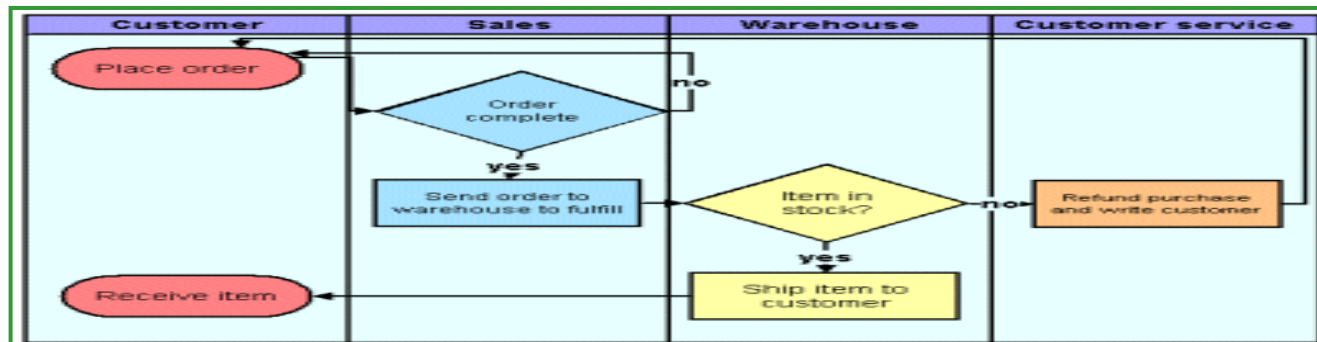 Customer
Sales
Warehouse
Customer service
Place order
no
Order
complete
yes
Send order to
warehouse to fulfill
Item in
stock?
no
Refund purchase
and write customer
yes
Receive item
Ship item to
customer